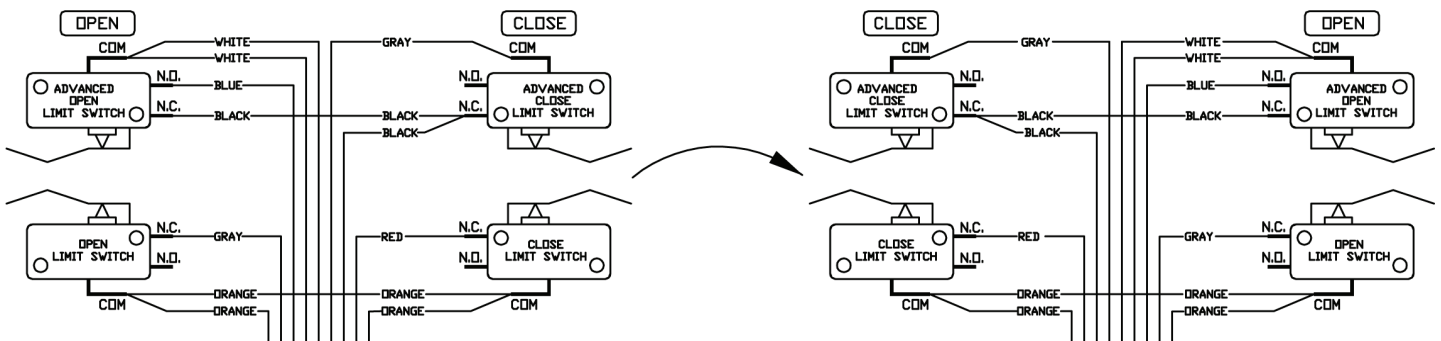 OPEN
CLOSE
CLOSE
OPEN
COM
WHITE
GRAY
COM
COM
GRAY
WHITE
COM
WHITE
WHITE
ADVANCED
OPEN
LIMIT SWITCH
N.O.
BLUE
N.O.
ADVANCED
CLOSE
LIMIT SWITCH
ADVANCED
CLOSE
LIMIT SWITCH
N.O.
BLUE
N.O.
ADVANCED
OPEN
LIMIT SWITCH
N.C.
BLACK
BLACK
N.C.
N.C.
BLACK
BLACK
N.C.
BLACK
BLACK
OPEN
LIMIT SWITCH
N.C.
GRAY
RED
N.C.
CLOSE
LIMIT SWITCH
CLOSE
LIMIT SWITCH
N.C.
RED
GRAY
N.C.
OPEN
LIMIT SWITCH
N.O.
N.O.
N.O.
N.O.
COM
ORANGE
ORANGE
COM
COM
ORANGE
ORANGE
COM
ORANGE
ORANGE
ORANGE
ORANGE